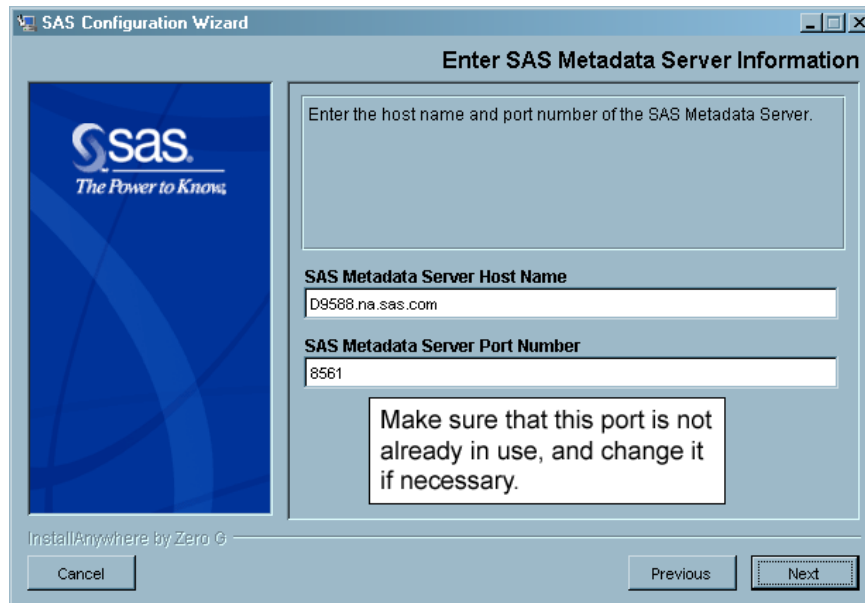 SAS Configuration Wizard
Enter SAS Metadata Server Information
sas.
The Power to Know.
Enter the host name and port number of the SAS Metadata Server.
SAS Metadata Server Host Name
D9588.na.sas.com
SAS Metadata Server Port Number
8561
Make sure that this port is not
already in use, and change it
if necessary.
InstallAnywhere by Zero G
Cancel
Previous
Next